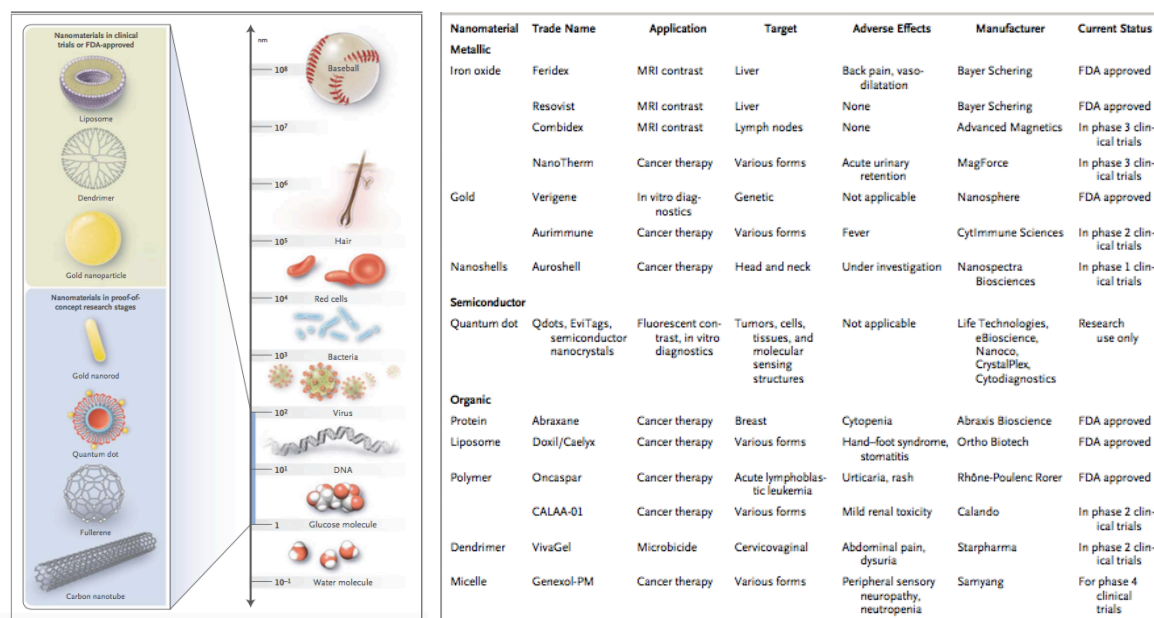 Nanomaterials in clinical
trials or FDA-approved
Liposome
Dendrimer
Gold nanoparticle
Nanomaterials in proof-of-
concept research stages
Gold nanorod
Quantum dot
Fullerene
Carbon nanotube
nm
Baseball
10⁸
10⁷
10⁶
10⁵
Hair
Red cells
10⁴
Bacteria
10³
Virus
10²
DNA
10¹
Glucose molecule
1
Water molecule
10⁻¹
Nanomaterial Trade Name Application Target Adverse Effects Manufacturer Current Status
Metallic
Iron oxide Feridex MRI contrast Liver Back pain, vaso- Bayer Schering FDA approved
dilatation
Resovist MRI contrast Liver None Bayer Schering FDA approved
Combidex MRI contrast Lymph nodes None Advanced Magnetics In phase 3 clin-
ical trials
NanoTherm Cancer therapy Various forms Acute urinary MagForce In phase 3 clin-
retention ical trials
Gold Verigene In vitro diag- Genetic Not applicable Nanosphere FDA approved
nostics
Aurimmune Cancer therapy Various forms Fever CytImmune Sciences In phase 2 clin-
ical trials
Nanoshells Auroshell Cancer therapy Head and neck Under investigation Nanospectra In phase 1 clin-
Biosciences ical trials
Semiconductor
Quantum dot Qdots, EviTags, Fluorescent con- Tumors, cells, Not applicable Life Technologies, Research
semiconductor trast, in vitro tissues, and eBioscience, use only
nanocrystals diagnostics molecular Nanoco,
sensing CrystalPlex,
structures Cytodiagnostics
Organic
Protein Abraxane Cancer therapy Breast Cytopenia Abraxis Bioscience FDA approved
Liposome Doxil/Caelyx Cancer therapy Various forms Hand–foot syndrome, Ortho Biotech FDA approved
stomatitis
Polymer Oncaspar Cancer therapy Acute lymphoblas- Urticaria, rash Rhône-Poulenc Rorer FDA approved
tic leukemia
CALAA-01 Cancer therapy Various forms Mild renal toxicity Calando In phase 2 clin-
ical trials
Dendrimer VivaGel Microbicide Cervicovaginal Abdominal pain, Starpharma In phase 2 clin-
dysuria ical trials
Micelle Genexol-PM Cancer therapy Various forms Peripheral sensory Samyang For phase 4
neuropathy, clinical
neutropenia trials